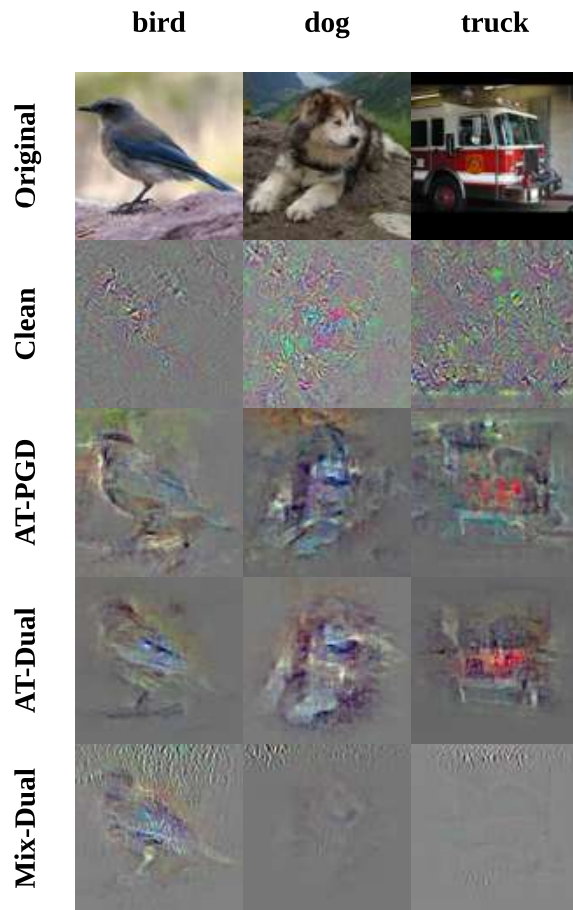 bird dog truck
Original
Clean
AT-PGD
AT-Dual
Mix-Dual